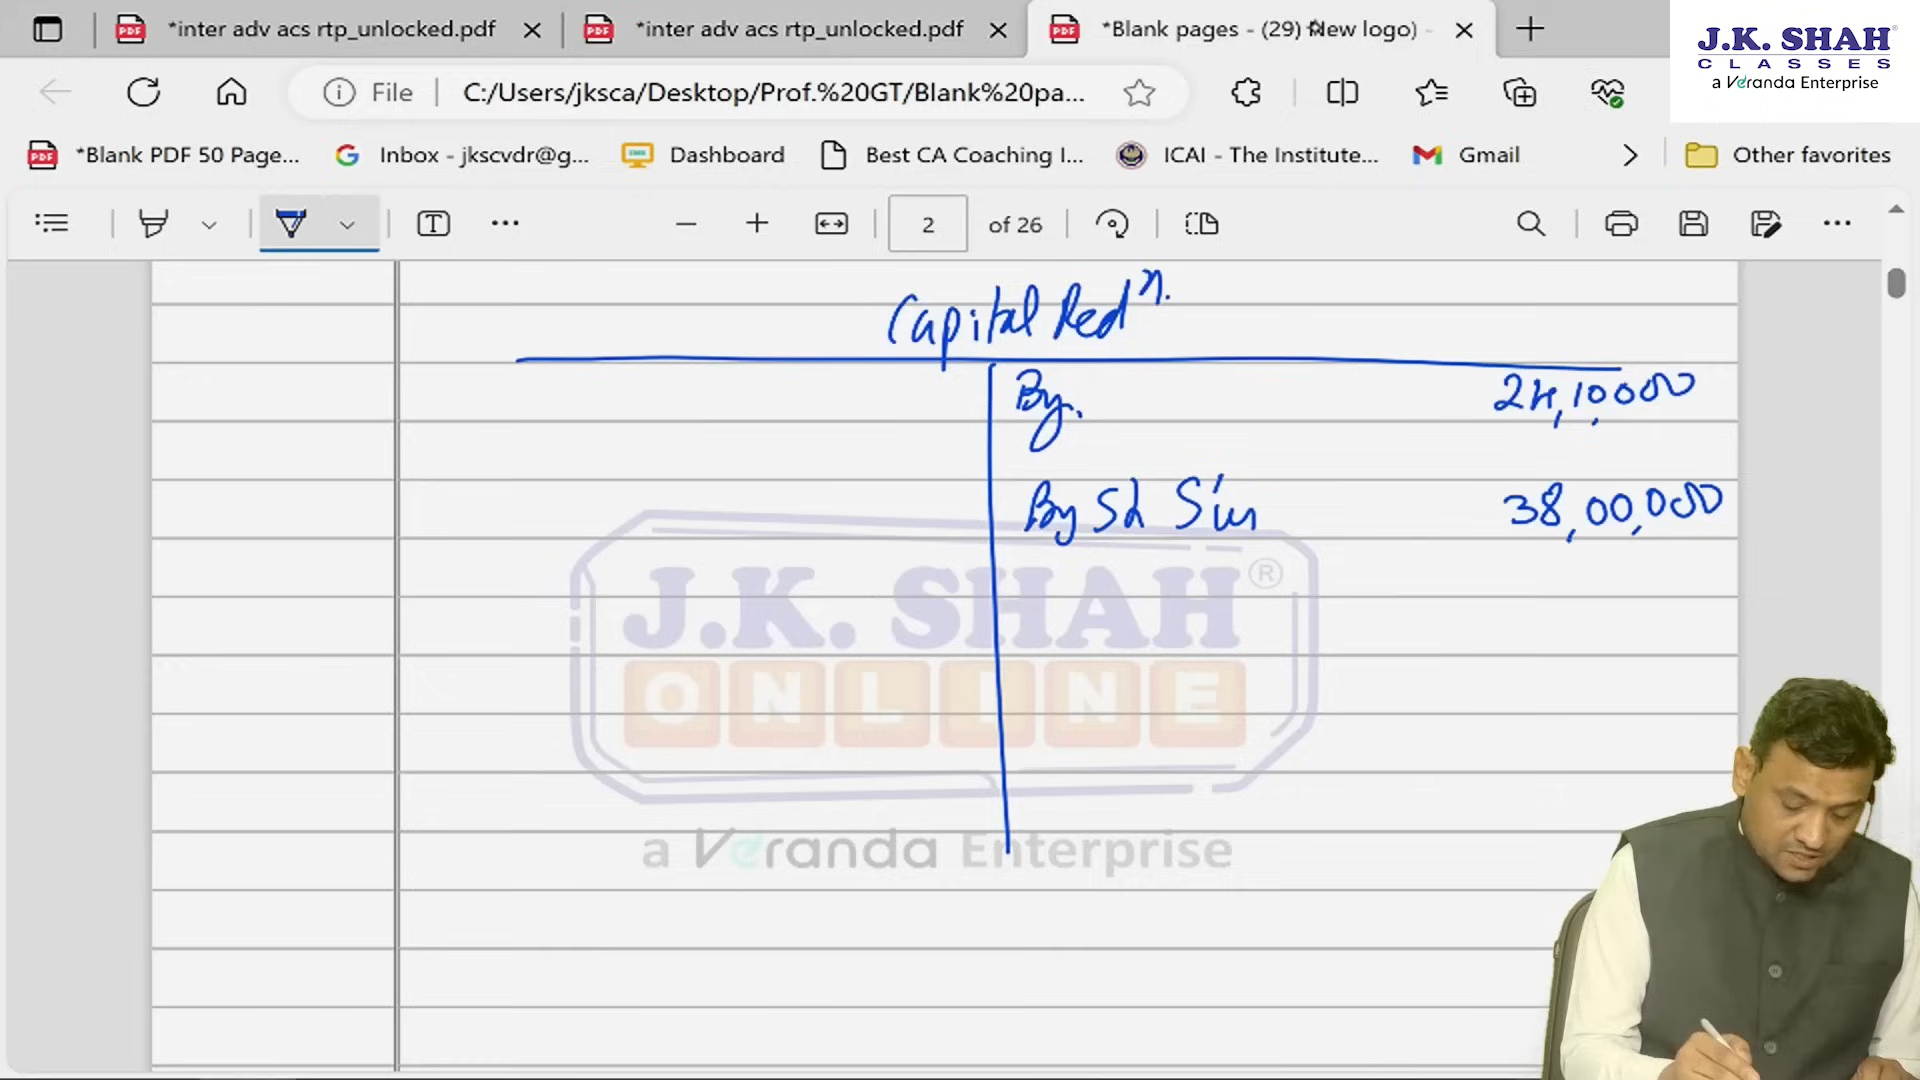 *inter adv acs rtp_unlocked.pdf
*inter adv acs rtp_unlocked.pdf
*Blank pages - (29) New logo) -
J.K. SHAH
CLASSES
a Veranda Enterprise
File
C:/Users/jksca/Desktop/Prof.%20GT/Blank%20pa...
*Blank PDF 50 Page...
Inbox - jkscvdr@g...
Dashboard
Best CA Coaching I...
ICAI - The Institute...
Gmail
Other favorites
2 of 26
Capital Redn.
By. 24,10,000
By Sh 38,00,000
J.K. SHAH®
ONLINE
a Veranda Enterprise